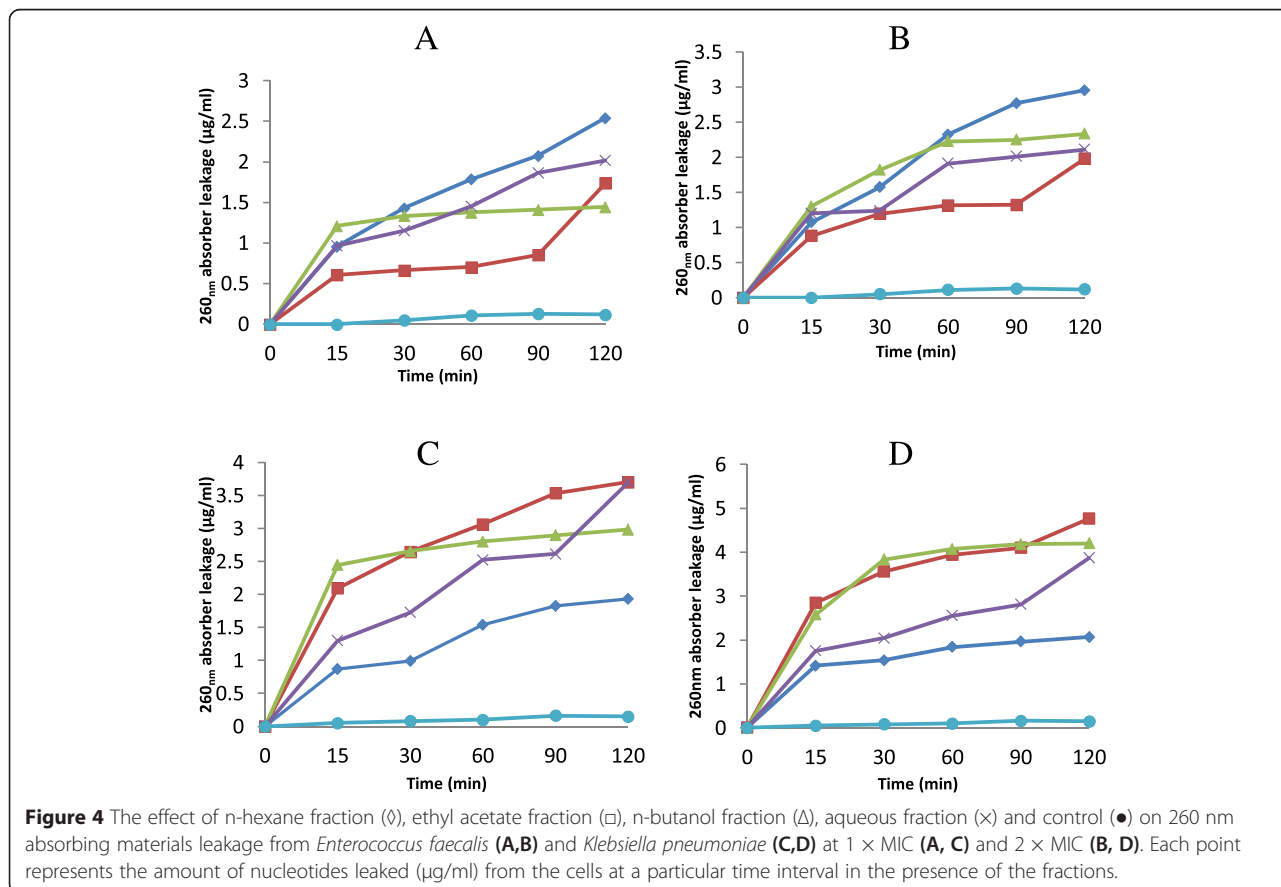 A
260nm absorber leakage (µg/ml)
3
2.5
2
1.5
1
0.5
0
0 15 30 60 90 120
Time (min)
B
260nm absorber leakage (µg/ml)
3.5
3
2.5
2
1.5
1
0.5
0
0 15 30 60 90 120
Time (min)
C
260nm absorber leakage (µg/ml)
4
3.5
3
2.5
2
1.5
1
0.5
0
0 15 30 60 90 120
Time (min)
D
260nm absorber leakage (µg/ml)
6
5
4
3
2
1
0
0 15 30 60 90 120
Time (min)
Figure 4 The effect of n-hexane fraction (◊), ethyl acetate fraction (□), n-butanol fraction (Δ), aqueous fraction (×) and control (●) on 260 nm
absorbing materials leakage from Enterococcus faecalis (A,B) and Klebsiella pneumoniae (C,D) at 1 × MIC (A, C) and 2 × MIC (B, D). Each point
represents the amount of nucleotides leaked (µg/ml) from the cells at a particular time interval in the presence of the fractions.